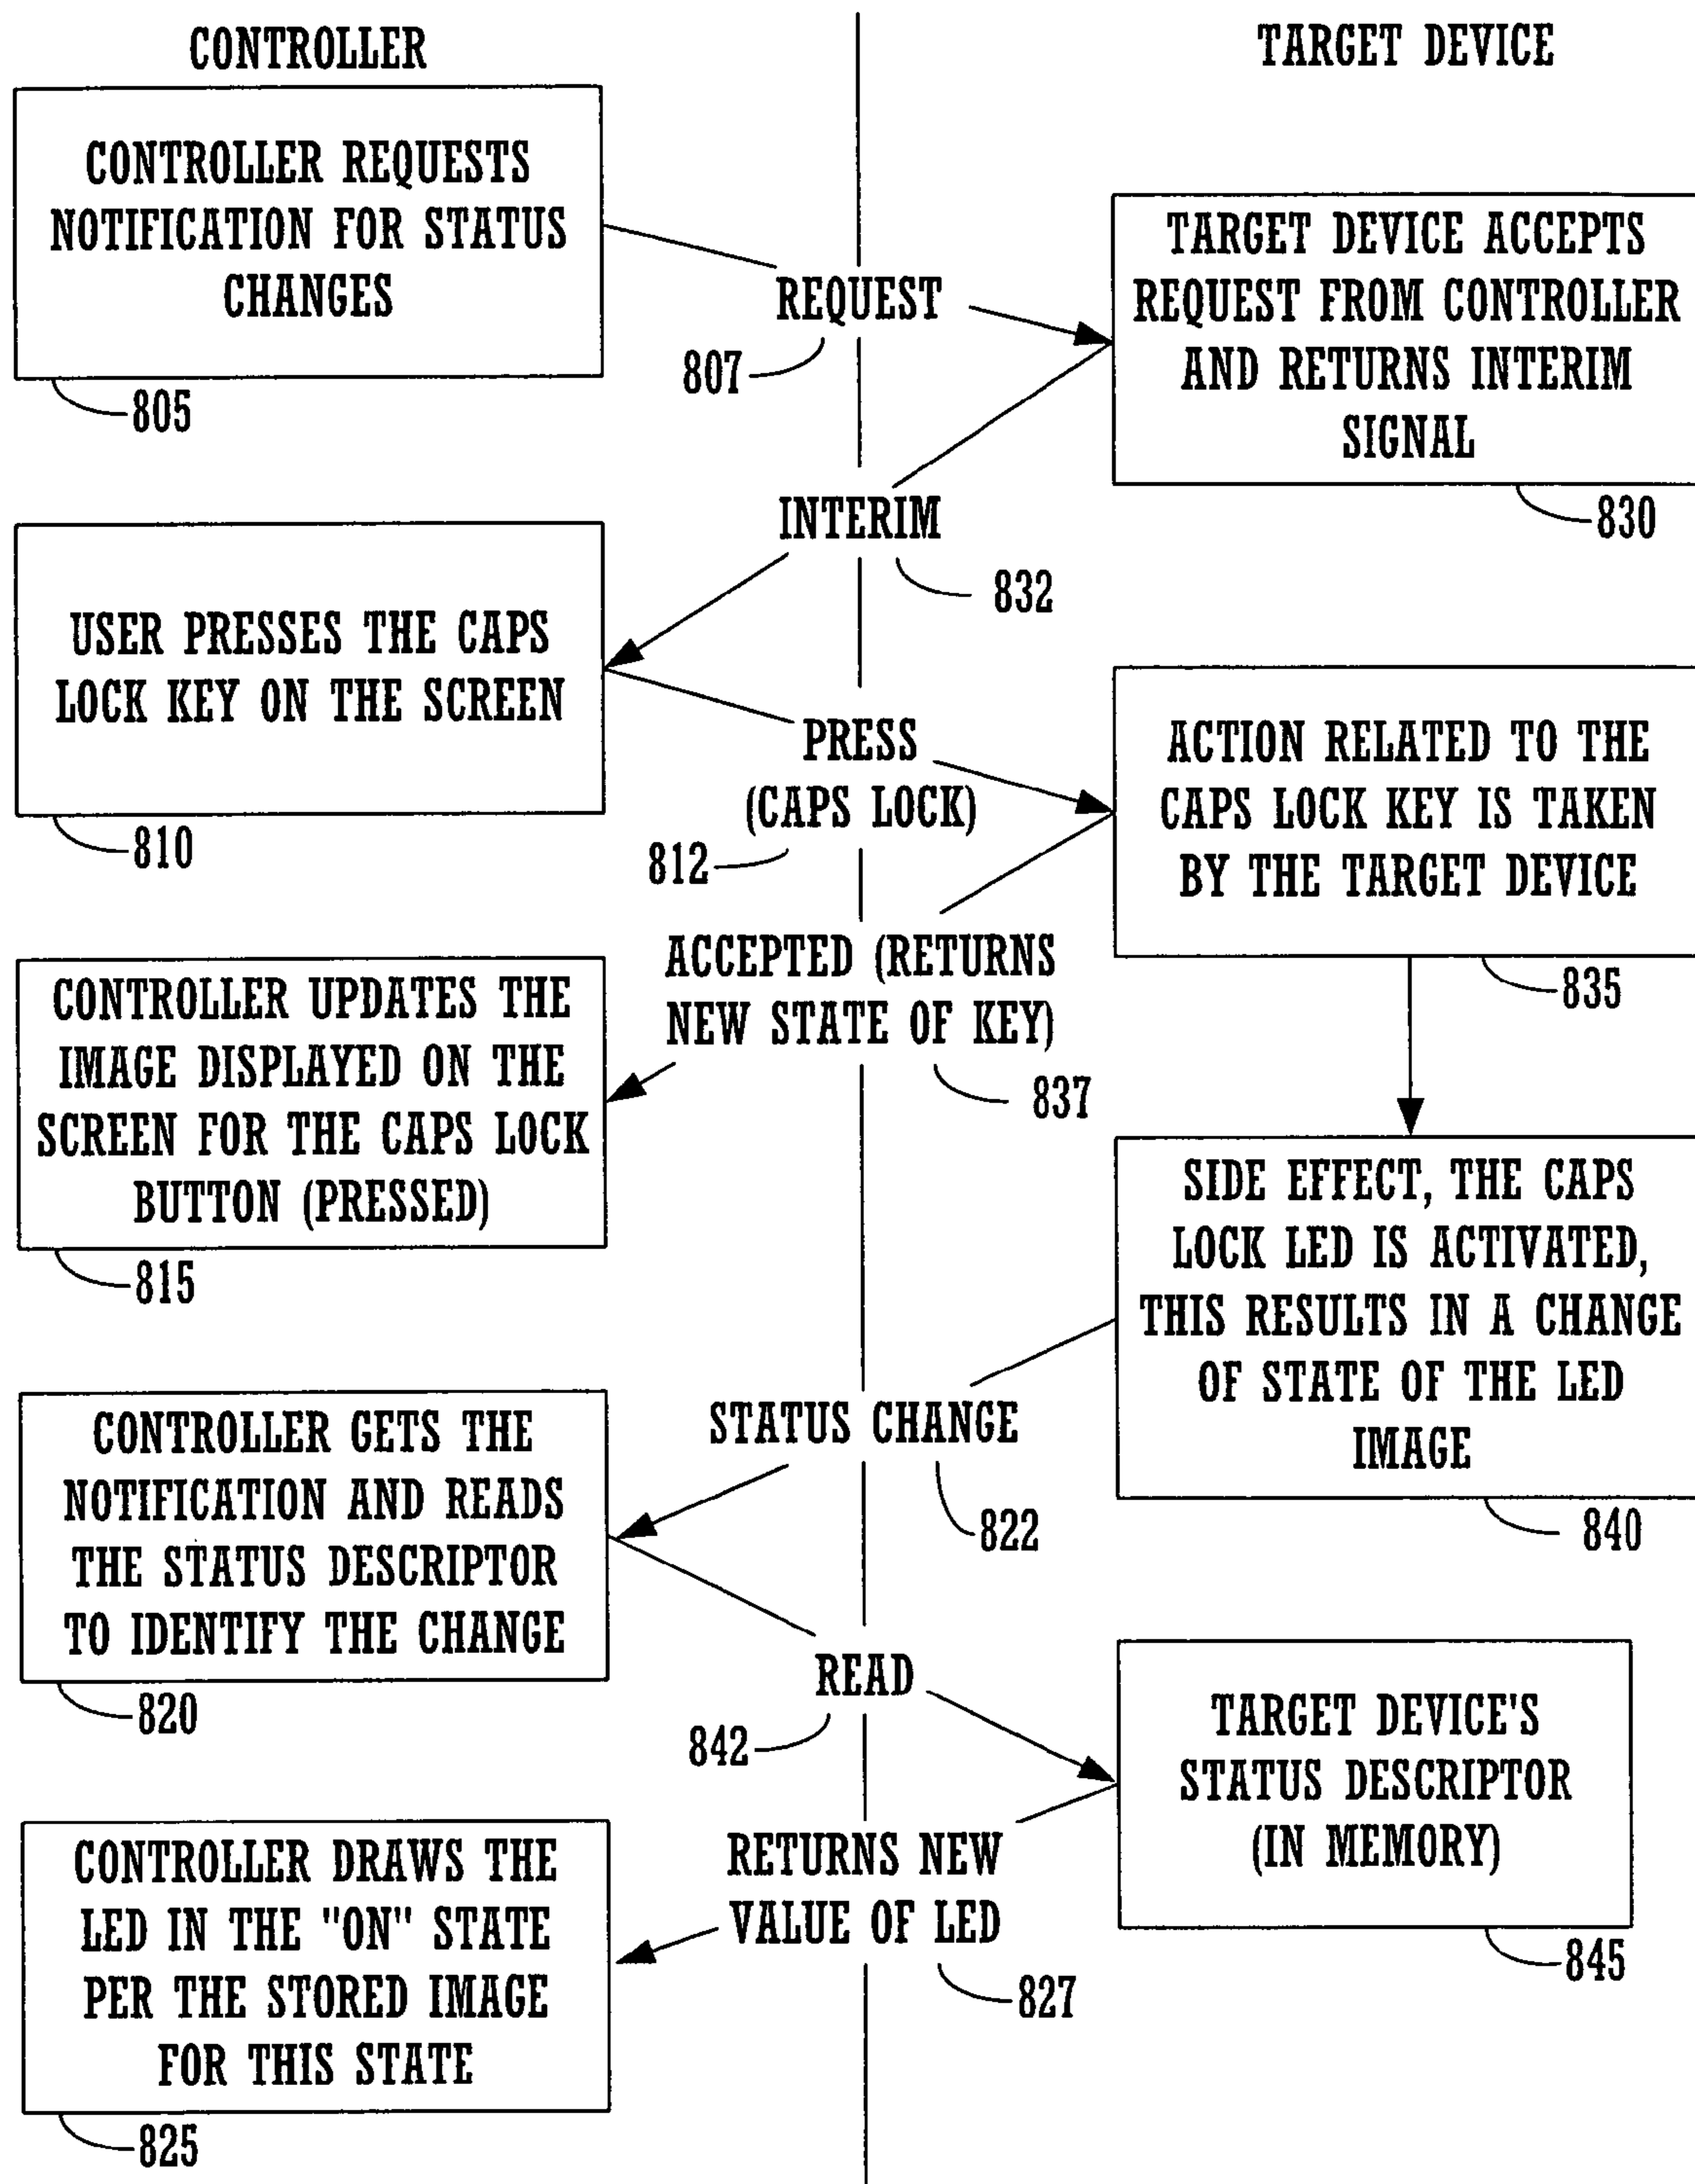 CONTROLLER
TARGET DEVICE
CONTROLLER REQUESTS
NOTIFICATION FOR STATUS
CHANGES
805
REQUEST
807
TARGET DEVICE ACCEPTS
REQUEST FROM CONTROLLER
AND RETURNS INTERIM
SIGNAL
830
INTERIM
832
USER PRESSES THE CAPS
LOCK KEY ON THE SCREEN
810
PRESS
(CAPS LOCK)
812
ACTION RELATED TO THE
CAPS LOCK KEY IS TAKEN
BY THE TARGET DEVICE
835
ACCEPTED (RETURNS
NEW STATE OF KEY)
837
CONTROLLER UPDATES THE
IMAGE DISPLAYED ON THE
SCREEN FOR THE CAPS LOCK
BUTTON (PRESSED)
815
SIDE EFFECT, THE CAPS
LOCK LED IS ACTIVATED,
THIS RESULTS IN A CHANGE
OF STATE OF THE LED
IMAGE
840
STATUS CHANGE
822
CONTROLLER GETS THE
NOTIFICATION AND READS
THE STATUS DESCRIPTOR
TO IDENTIFY THE CHANGE
820
READ
842
TARGET DEVICE'S
STATUS DESCRIPTOR
(IN MEMORY)
845
RETURNS NEW
VALUE OF LED
827
CONTROLLER DRAWS THE
LED IN THE "ON" STATE
PER THE STORED IMAGE
FOR THIS STATE
825